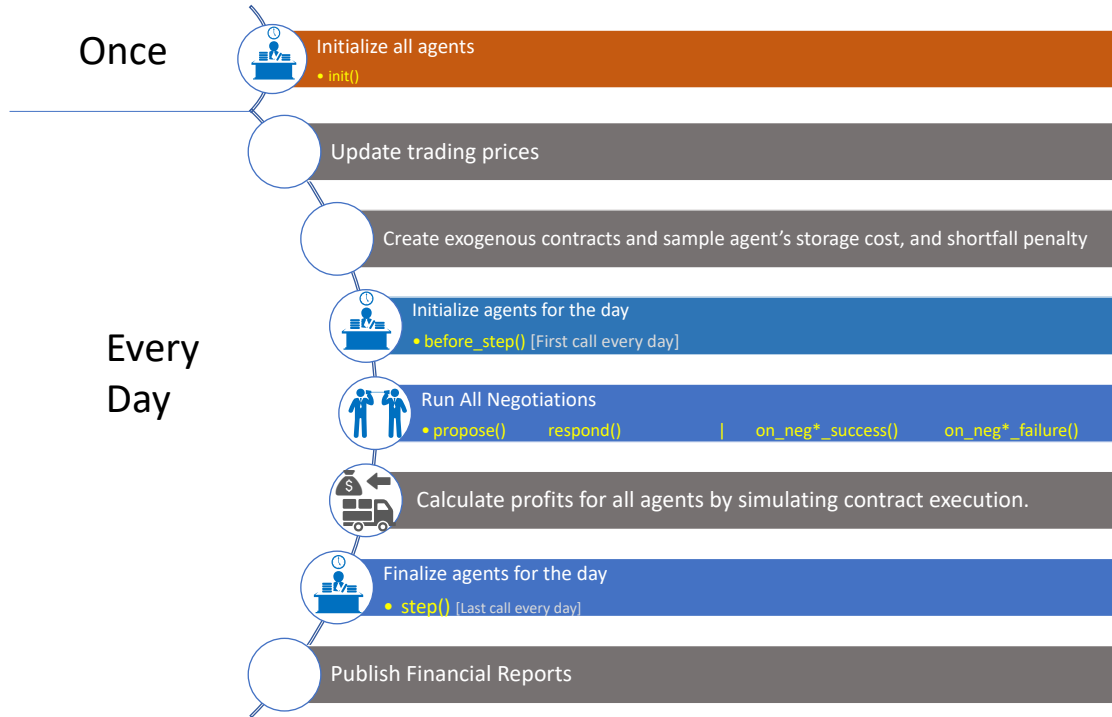 Once
Initialize all agents
• init()
Update trading prices
Create exogenous contracts and sample agent's storage cost, and shortfall penalty
Initialize agents for the day
• before_step() [First call every day]
Every
Day
Run All Negotiations
• propose() respond() | on_neg*_success() on_neg*_failure()
$
Calculate profits for all agents by simulating contract execution.
Finalize agents for the day
• step() [Last call every day]
Publish Financial Reports